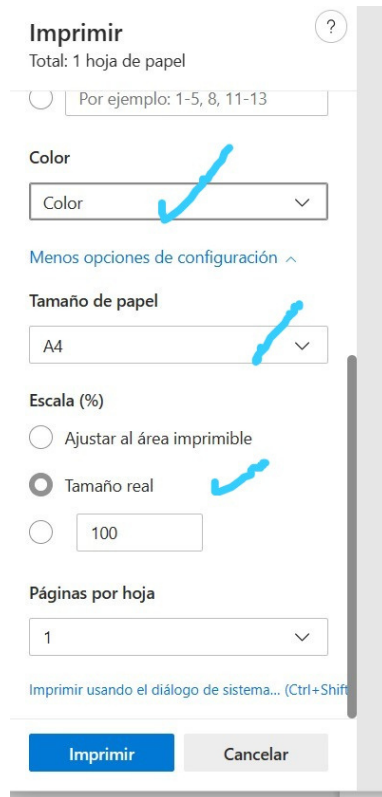 Imprimir
?
Total: 1 hoja de papel
Por ejemplo: 1-5, 8, 11-13
Color
Color
Menos opciones de configuración
Tamaño de papel
A4
Escala (%)
Ajustar al área imprimible
Tamaño real
100
Páginas por hoja
1
Imprimir usando el diálogo de sistema... (Ctrl+Shift
Imprimir Cancelar